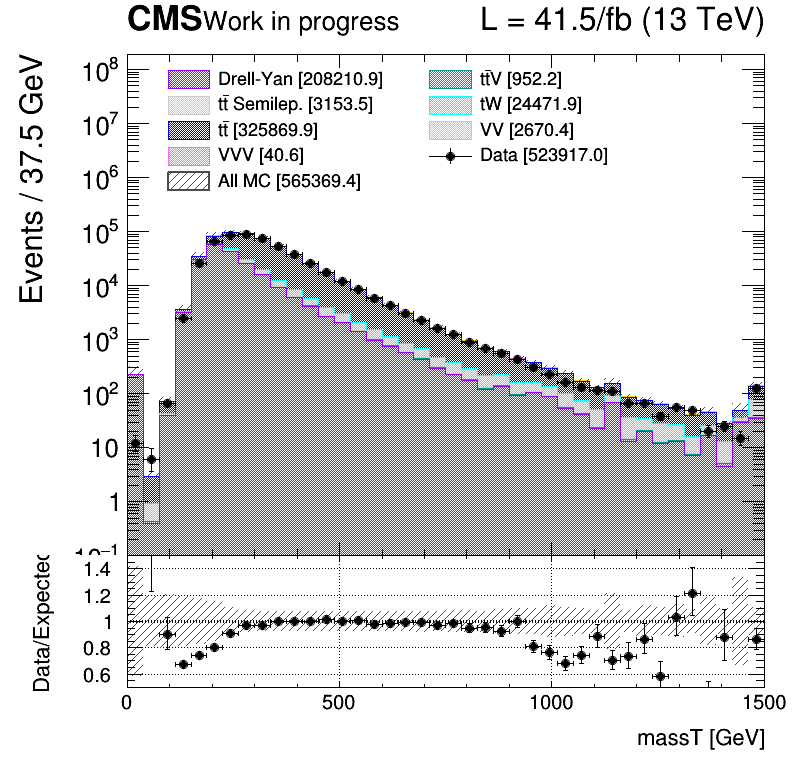 CMS Work in progress L = 41.5/fb (13 TeV)
Events / 37.5 GeV
10⁸
10⁷
10⁶
10⁵
10⁴
10³
10²
10
1
10⁻¹
Drell-Yan [208210.9]
tt̄ Semilep. [3153.5]
tt̄ [325869.9]
VVV [40.6]
All MC [565369.4]
tt̄V [952.2]
tW [24471.9]
VV [2670.4]
Data [523917.0]
Data/Expected
1.4
1.2
1
0.8
0.6
0 500 1000 1500
massT [GeV]